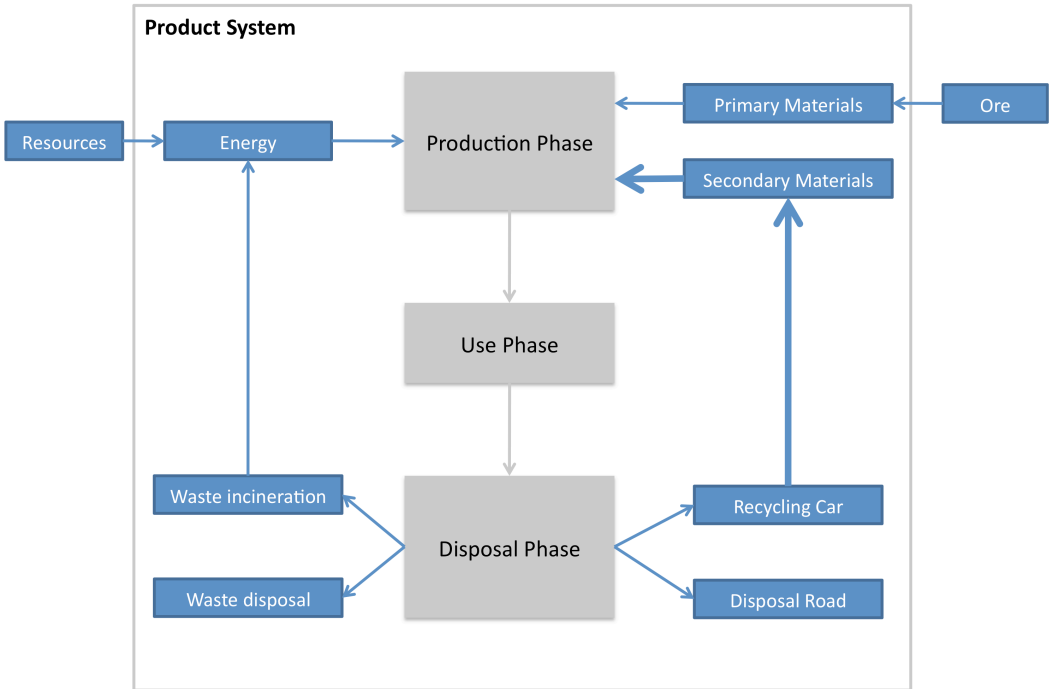 Product System
Primary Materials
Ore
Resources
Energy
Production Phase
Secondary Materials
Use Phase
Waste incineration
Recycling Car
Disposal Phase
Waste disposal
Disposal Road